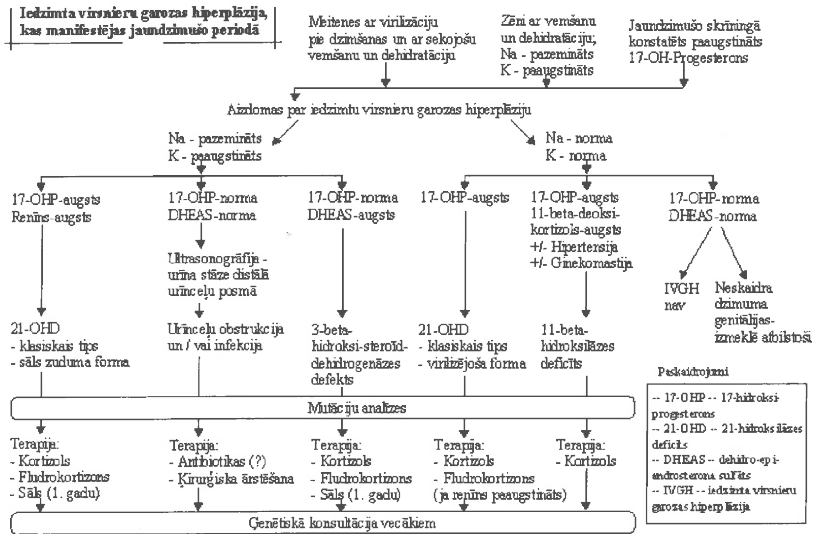 Iedzimta virsnieru garozas hiperplāzija,
kas manifestējas jaundzimušo periodā
Meitenes ar virilizāciju
pie dzimšanas un ar sekojošu
vemšanu un dehidratāciju
Zēni ar vemšanu
un dehidratāciju;
Na - pazemināts
K - paaugstināts
Jaundzimušo skrīningā
konstatēts paaugstināts
17-OH-Progesterons
Aizdomas par iedzimtu virsnieru garozas hiperplāziju
Na - pazemināts
K - paaugstināts
Na - norma
K - norma
17-OHP-augsts
Renīns-augsts
17-OHP-norma
DHEAS-norma
17-OHP-norma
DHEAS-augsts
17-OHP-augsts
17-OHP-augsts
11-beta-deoksi-
kortizols-augsts
+/- Hipertensija
+/- Ginekomastija
17-OHP-norma
DHEAS-norma
Ultrasonogrāfija -
urīna stāze distālā
urīnceļu posmā
IVGH
nav
Neskaidra
dzimuma
genitālijas-
izmeklē atbilstoši
21-OHD
- klasiskais tips
- sāls zuduma forma
Urīnceļu obstrukcija
un / vai infekcija
3-beta-
hidroksi-steroīd-
dehidrogenāzes
defekts
21-OHD
- klasiskais tips
- virilizējoša forma
11-beta-
hidroksilāzes
deficīts
Mutāciju analīzes
Terapija:
- Kortizols
- Fludrokortizons
- Sāls (1. gadu)
Terapija:
- Antibiotikas (?)
- Ķirurģiska ārstēšana
Terapija:
- Kortizols
- Fludrokortizons
- Sāls (1. gadu)
Terapija:
- Kortizols
- Fludrokortizons
(ja renīns paaugstināts)
Terapija:
- Kortizols
Ģenētiskā konsultācija vecākiem
Paskaidrojumi
-- 17-OHP -- 17-hidroksi-
progesterons
-- 21-OHD -- 21-hidroksilāzes
deficīts
-- DHEAS -- dehidro-epi-
androsterona sulfāts
-- IVGH -- iedzimta virsnieru
garozas hiperplāzija